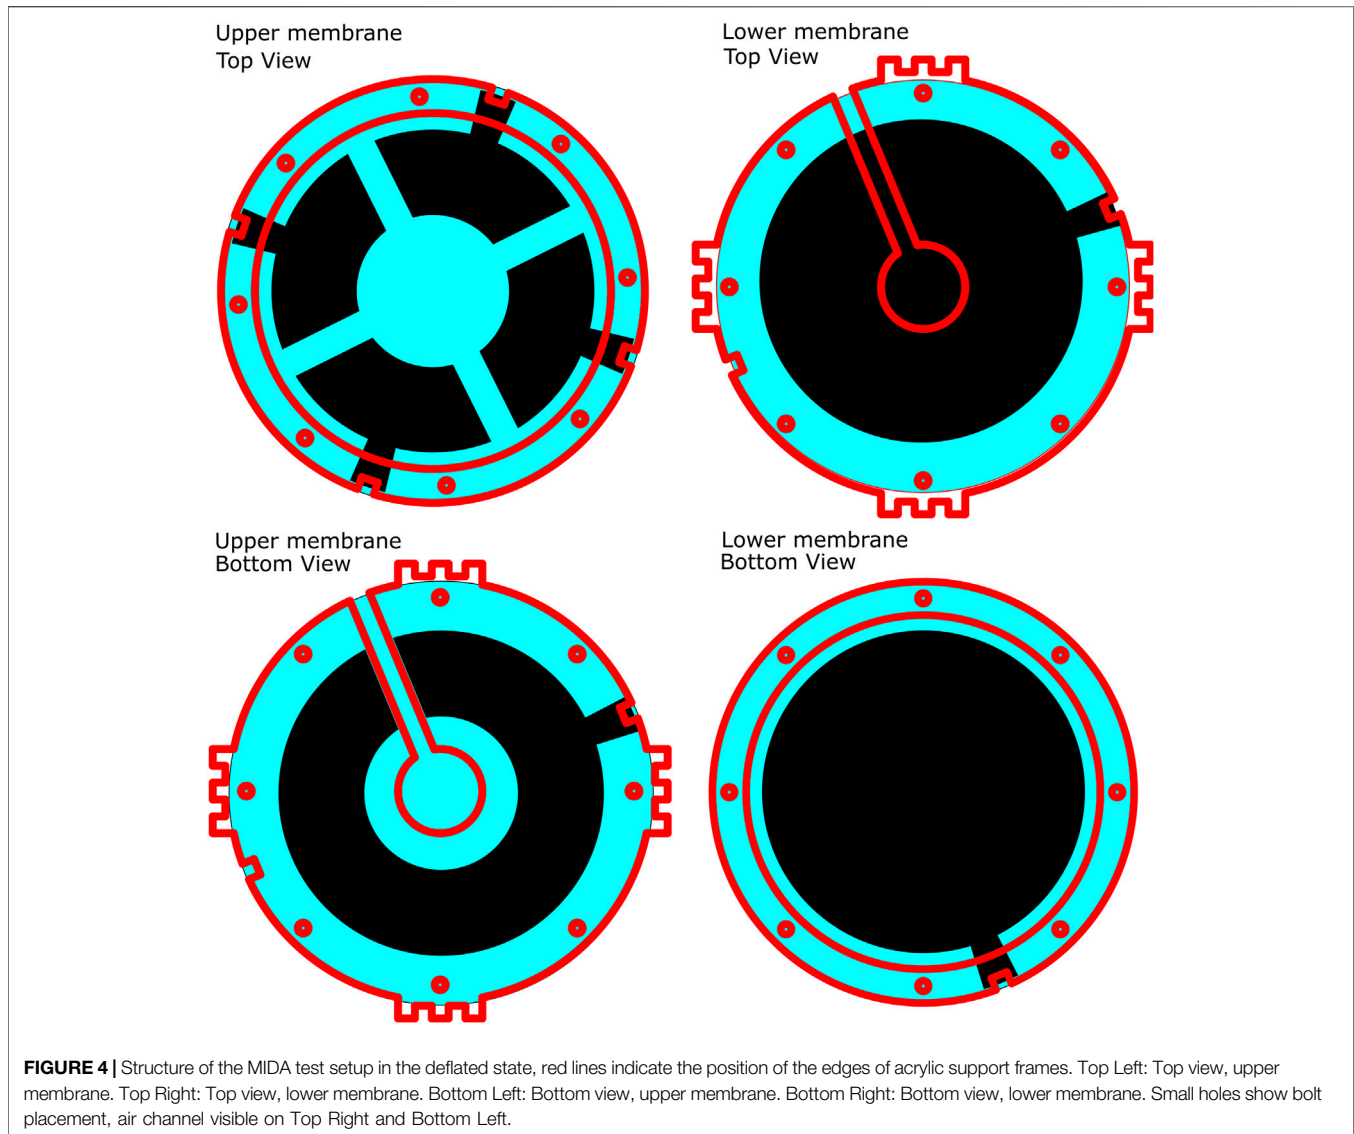 Upper membrane
Top View
Lower membrane
Top View
Upper membrane
Bottom View
Lower membrane
Bottom View
FIGURE 4 | Structure of the MIDA test setup in the deflated state, red lines indicate the position of the edges of acrylic support frames. Top Left: Top view, upper
membrane. Top Right: Top view, lower membrane. Bottom Left: Bottom view, upper membrane. Bottom Right: Bottom view, lower membrane. Small holes show bolt
placement, air channel visible on Top Right and Bottom Left.